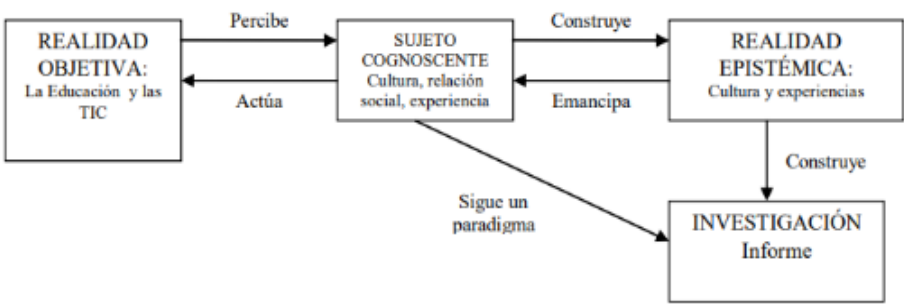 Percibe
Construye
REALIDAD
OBJETIVA:
La Educación y las
TIC
SUJETO
COGNOSCENTE
Cultura, relación
social, experiencia
REALIDAD
EPISTÉMICA:
Cultura y experiencias
Actúa
Emancipa
Construye
Sigue un
paradigma
INVESTIGACIÓN
Informe